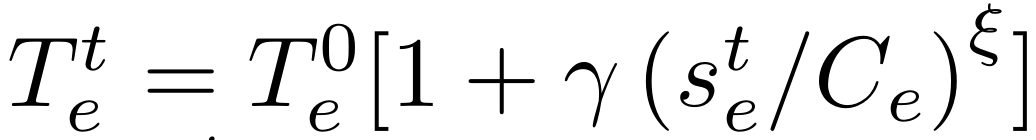 $T_e^t = T_e^0[1 + \gamma (s_e^t/C_e)^\xi]$